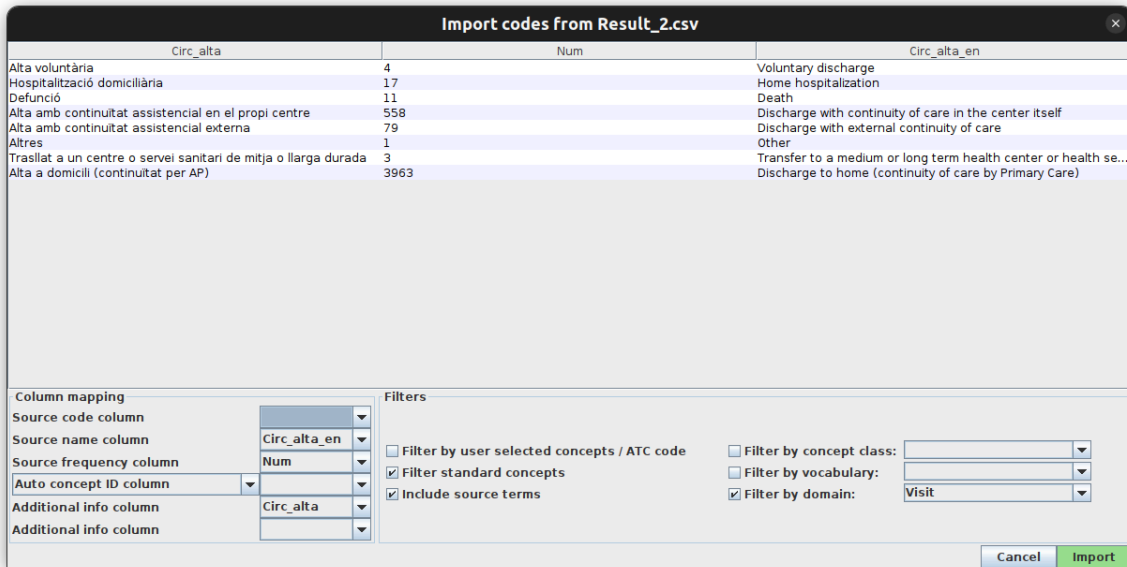 Import codes from Result_2.csv
Circ_alta Num Circ_alta_en
Alta voluntària 4 Voluntary discharge
Hospitalització domiciliària 17 Home hospitalization
Defunció 11 Death
Alta amb continuïtat assistencial en el propi centre 558 Discharge with continuity of care in the center itself
Alta amb continuïtat assistencial externa 79 Discharge with external continuity of care
Altres 1 Other
Trasllat a un centre o servei sanitari de mitja o llarga durada 3 Transfer to a medium or long term health center or health se...
Alta a domicili (continuïtat per AP) 3963 Discharge to home (continuity of care by Primary Care)
Column mapping
Source code column
Source name column Circ_alta_en
Source frequency column Num
Auto concept ID column
Additional info column Circ_alta
Additional info column
Filters
Filter by user selected concepts / ATC code
Filter standard concepts
Include source terms
Filter by concept class:
Filter by vocabulary:
Filter by domain: Visit
Cancel Import